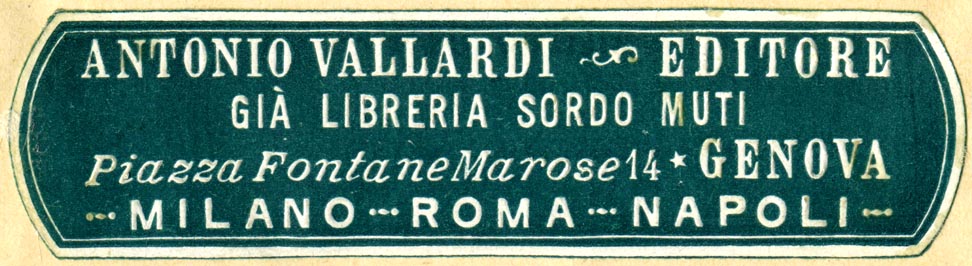 ANTONIO VALLARDI EDITORE
GIÀ LIBRERIA SORDO MUTI
Piazza Fontane Marose 14 ★ GENOVA
MILANO ··· ROMA ··· NAPOLI